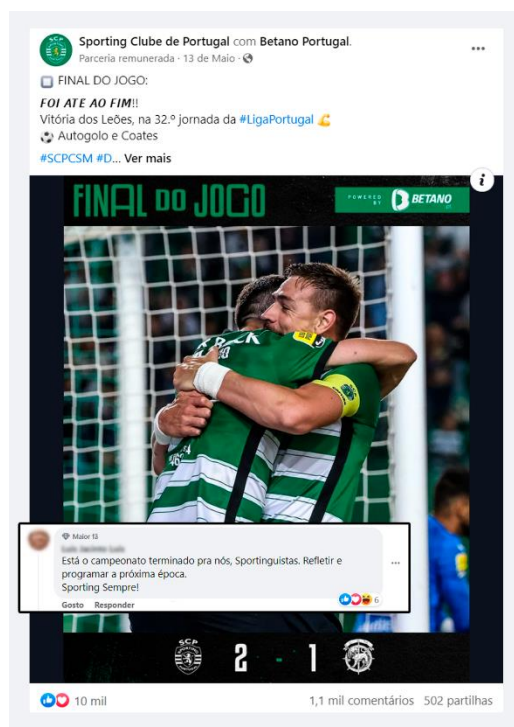 Sporting Clube de Portugal com Betano Portugal.
Parceria remunerada · 13 de Maio ·
FINAL DO JOGO:
FOI ATE AO FIM!!
Vitória dos Leões, na 32.º jornada da #LigaPortugal
Autogolo e Coates
#SCPCSM #D... Ver mais
FINAL DO JOGO
POWERED BY BETANO
Maior fã
Está o campeonato terminado pra nós, Sportinguistas. Refletir e
programar a próxima época.
Sporting Sempre!
6
Gosto Responder
SCP
2 - 1
10 mil 1,1 mil comentários 502 partilhas